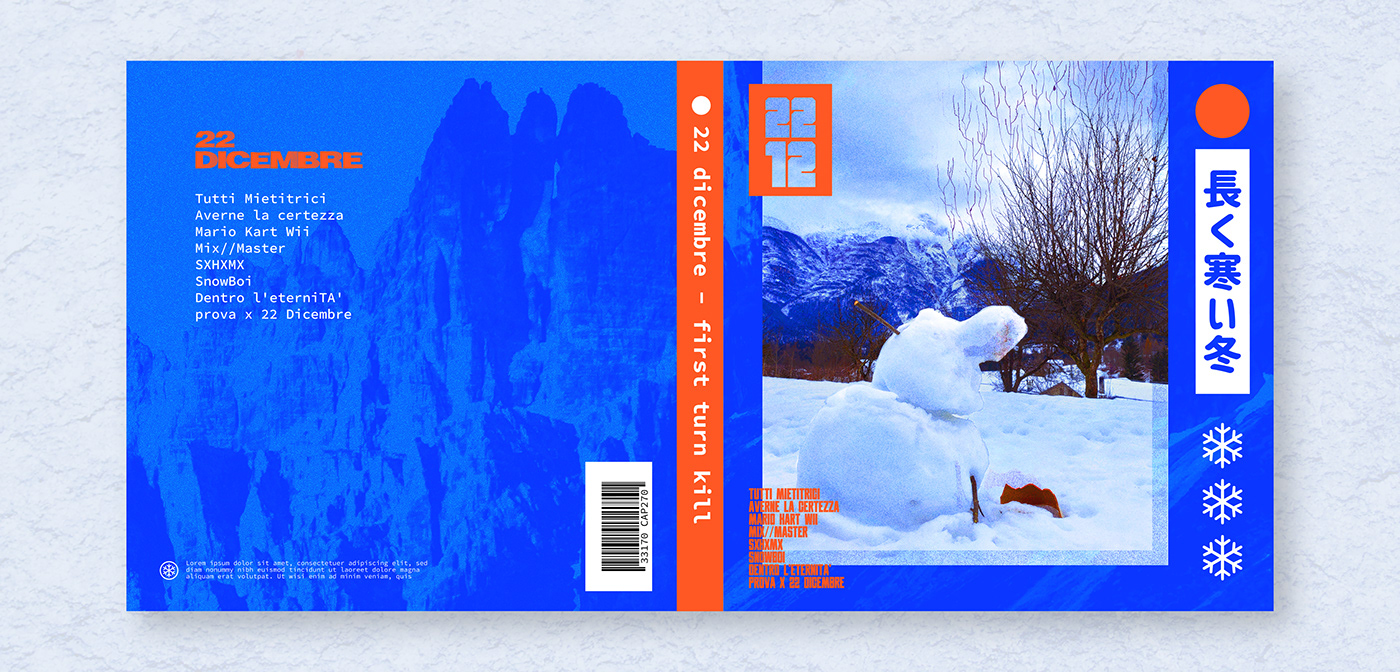 22
DICEMBRE
Tutti Mietitrici
Averne la certezza
Mario Kart Wii
Mix//Master
SXHXMX
SnowBoi
Dentro l'eterniTA'
prova x 22 Dicembre
Lorem ipsum dolor sit amet, consectetuer adipiscing elit, sed
diam nonummy nibh euismod tincidunt ut laoreet dolore magna
aliquam erat volutpat. Ut wisi enim ad minim veniam, quis
33170 CAP270
22 dicembre - first turn kill
22
12
TUTTI MIETITRICI
AVERNE LA CERTEZZA
MARIO KART WII
MIX//MASTER
SXHXMX
SNOWBOI
DENTRO L'ETERNITA'
PROVA X 22 DICEMBRE
長く寒い冬